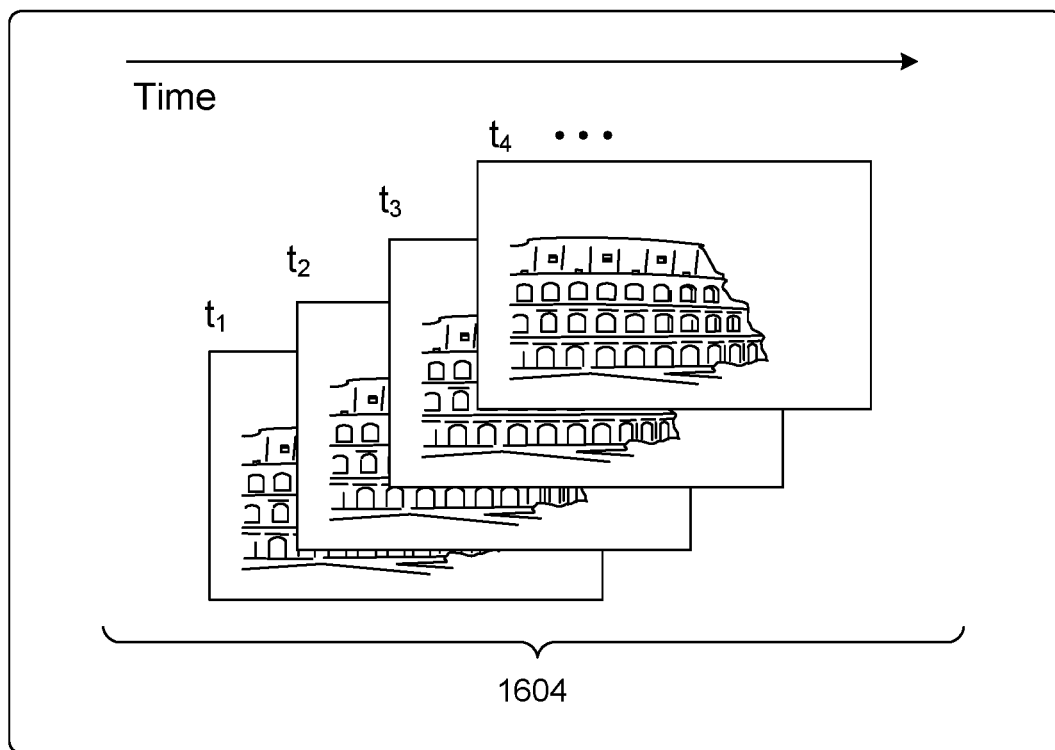 Time
t₄ • • •
t₃
t₂
t₁
1604